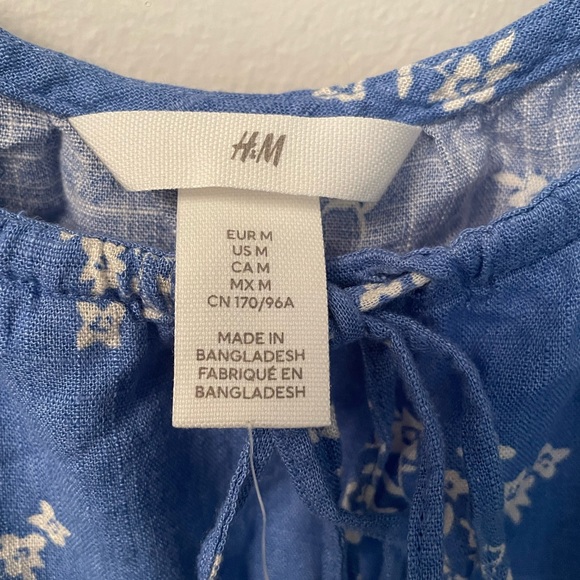 H&M
EUR M
US M
CA M
MX M
CN 170/96A
MADE IN
BANGLADESH
FABRIQUÉ EN
BANGLADESH